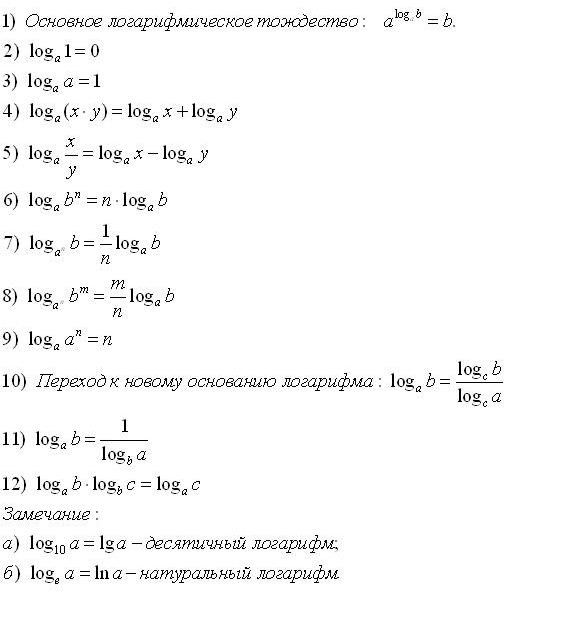 1) Основное логарифмическое тождество: a^{log_a b} = b.
2) log_a 1 = 0
3) log_a a = 1
4) log_a (x · y) = log_a x + log_a y
5) log_a x/y = log_a x − log_a y
6) log_a b^n = n · log_a b
7) log_{a^n} b = 1/n log_a b
8) log_{a^n} b^m = m/n log_a b
9) log_a a^n = n
10) Переход к новому основанию логарифма: log_a b = log_c b / log_c a
11) log_a b = 1 / log_b a
12) log_a b · log_b c = log_a c
Замечание:
а) log_10 a = lg a − десятичный логарифм;
б) log_e a = ln a − натуральный логарифм.